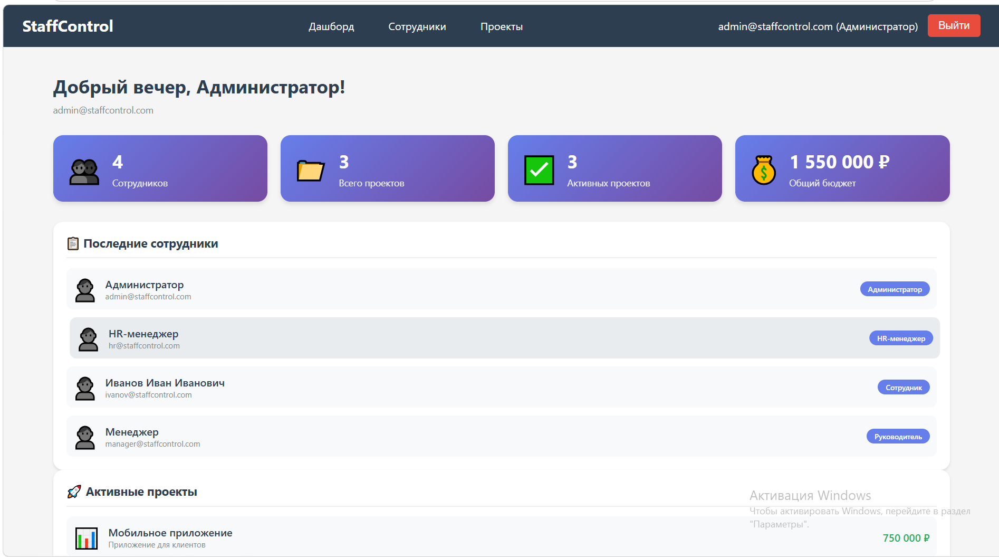 StaffControl
Дашборд
Сотрудники
Проекты
admin@staffcontrol.com (Администратор)
Выйти
Добрый вечер, Администратор!
admin@staffcontrol.com
4
Сотрудников
3
Всего проектов
3
Активных проектов
1 550 000 ₽
Общий бюджет
Последние сотрудники
Администратор
admin@staffcontrol.com
Администратор
HR-менеджер
hr@staffcontrol.com
HR-менеджер
Иванов Иван Иванович
ivanov@staffcontrol.com
Сотрудник
Менеджер
manager@staffcontrol.com
Руководитель
Активные проекты
Мобильное приложение
Приложение для клиентов
750 000 ₽
Активация Windows
Чтобы активировать Windows, перейдите в раздел
"Параметры".